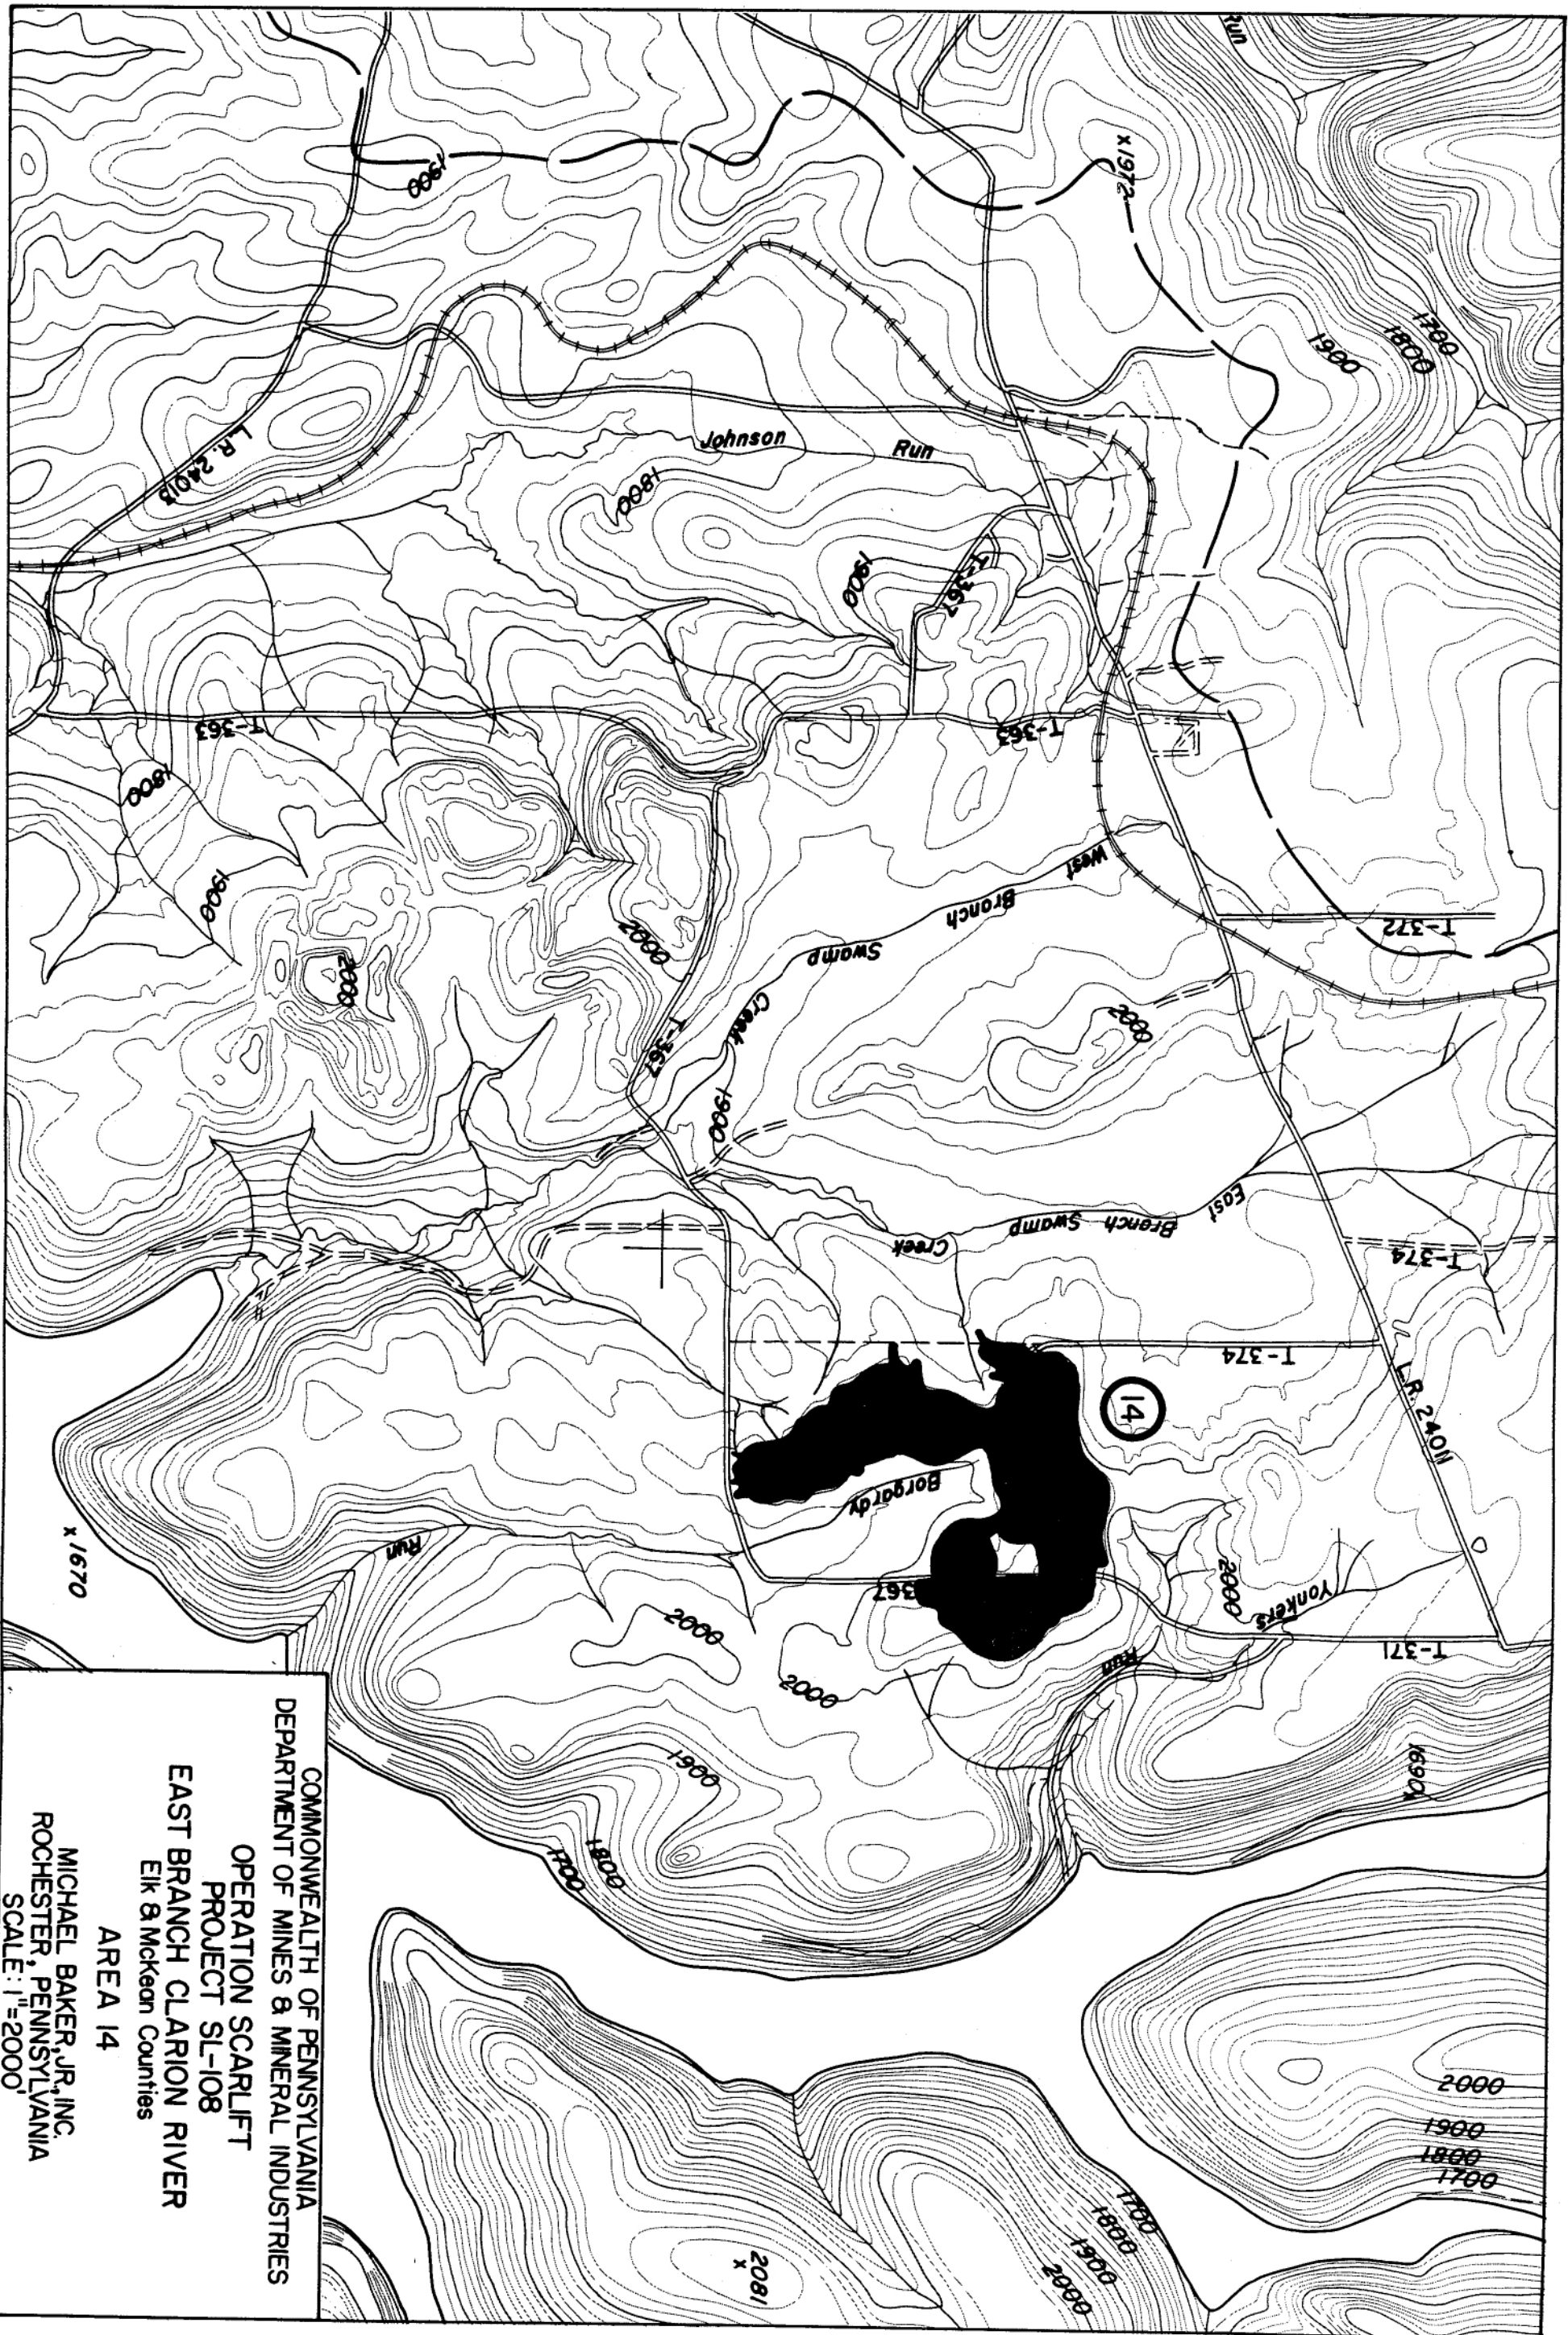 COMMONWEALTH OF PENNSYLVANIA
DEPARTMENT OF MINES & MINERAL INDUSTRIES
OPERATION SCARLIFT
PROJECT SL-108
EAST BRANCH CLARION RIVER
Elk & McKean Counties
AREA 14
MICHAEL BAKER, JR., INC.
ROCHESTER, PENNSYLVANIA
SCALE: 1"=2000'
Run
x 1972
1900
1700
1800
1900
L.R. 24013
Johnson
Run
1800
1900
T-367
T-363
T-363
1800
1900
2000
2000
West
Branch
Swamp
Creek
T-367
1900
2000
T-372
East
Branch Swamp
Creek
T-374
T-374
L.R. 240N
14
Borgardy
Run
x 1670
367
2000
Yonkers
Run
T-371
2000
2000
1900
1800
1700
1690x
2000
1900
1800
1700
1700
1800
1900
2000
2081
x